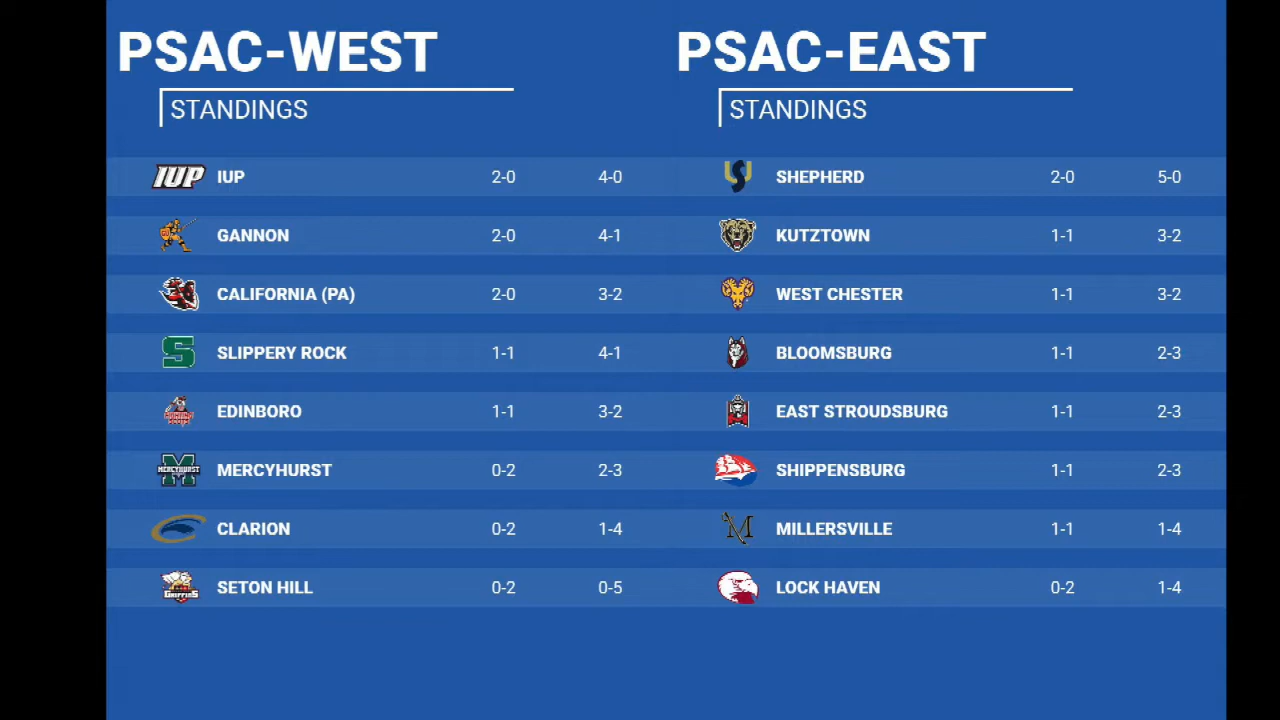 PSAC-WEST
STANDINGS
IUP IUP 2-0 4-0
GANNON 2-0 4-1
CALIFORNIA (PA) 2-0 3-2
S SLIPPERY ROCK 1-1 4-1
EDINBORO 1-1 3-2
MERCYHURST MERCYHURST 0-2 2-3
CLARION 0-2 1-4
GRIFFINS SETON HILL 0-2 0-5
PSAC-EAST
STANDINGS
SHEPHERD 2-0 5-0
KUTZTOWN 1-1 3-2
WEST CHESTER 1-1 3-2
BLOOMSBURG 1-1 2-3
EAST STROUDSBURG 1-1 2-3
SHIPPENSBURG 1-1 2-3
M MILLERSVILLE 1-1 1-4
LOCK HAVEN 0-2 1-4